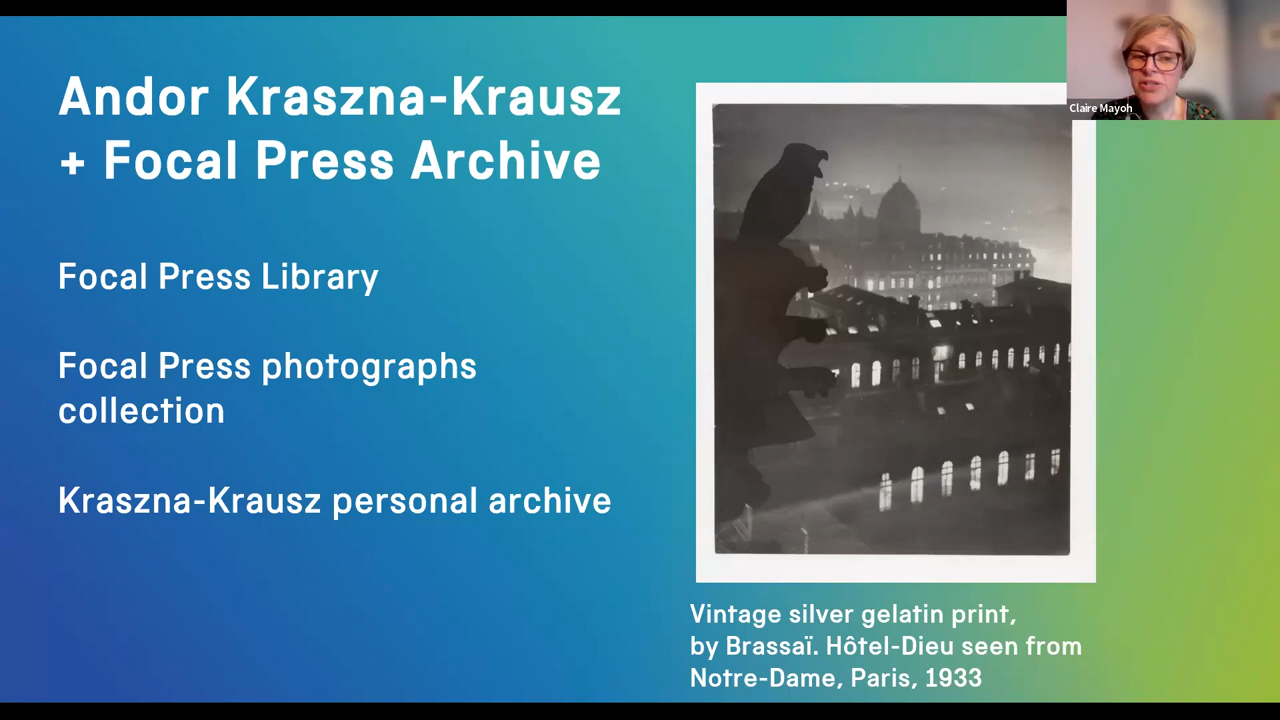 Andor Kraszna-Krausz
+ Focal Press Archive
Focal Press Library
Focal Press photographs
collection
Kraszna-Krausz personal archive
Claire Mayoh
Vintage silver gelatin print,
by Brassaï. Hôtel-Dieu seen from
Notre-Dame, Paris, 1933